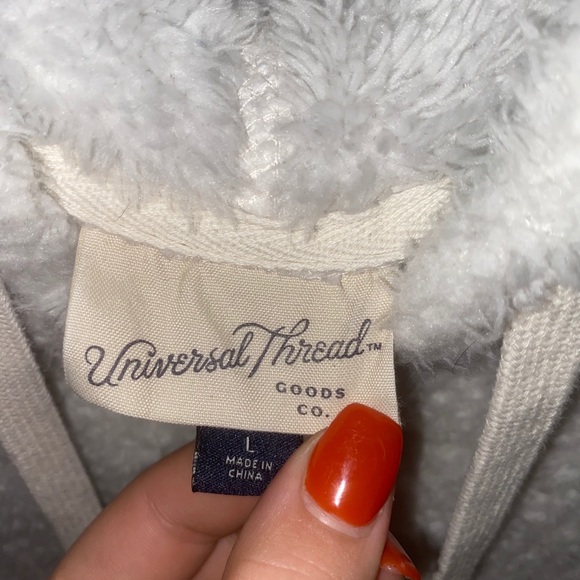 Universal Thread™
GOODS
CO.
L
MADE IN
CHINA